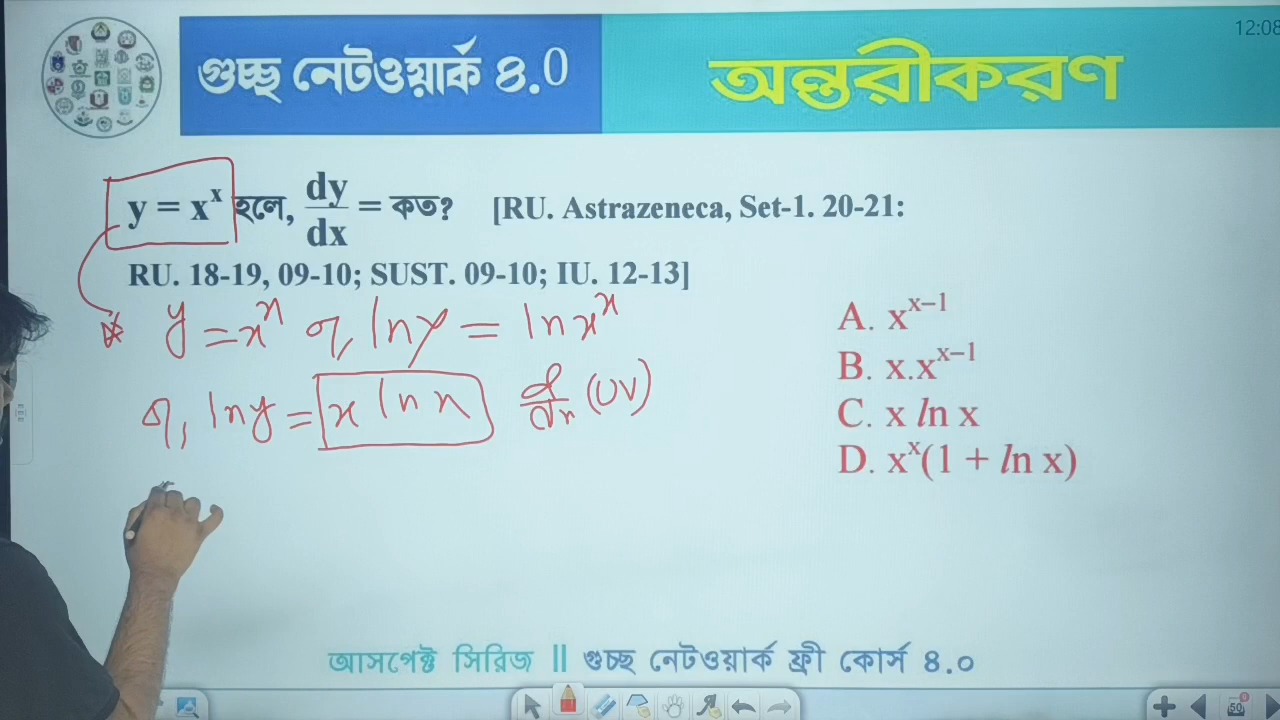 12:08
গুচ্ছ নেটওয়ার্ক ৪.0
অন্তরীকরণ
y = x^x হলে, dy/dx = কত? [RU. Astrazeneca, Set-1. 20-21:
RU. 18-19, 09-10; SUST. 09-10; IU. 12-13]
y = x^x বা, ln y = ln x^x
বা, ln y = x ln x d/dx (UV)
A. x^x–1
B. x.x^x–1
C. x ln x
D. x^x(1 + ln x)
আসপেক্ট সিরিজ || গুচ্ছ নেটওয়ার্ক ফ্রী কোর্স ৪.০
50